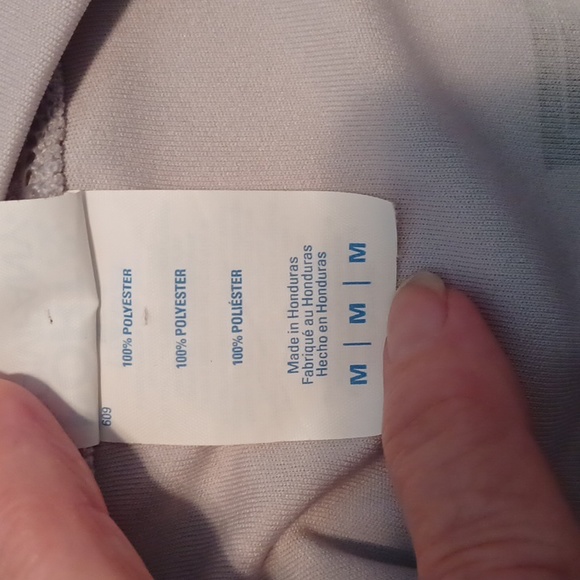 100% POLYESTER
100% POLYESTER
100% POLIÉSTER
Made in Honduras
Fabriqué au Honduras
Hecho en Honduras
M | M | M
609